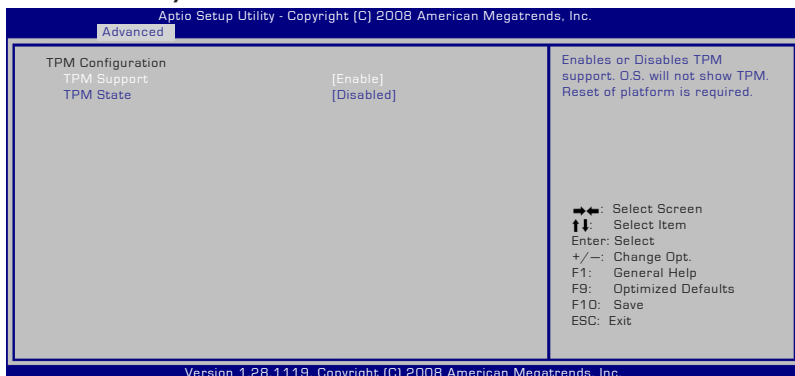 Aptio Setup Utility - Copyright (C) 2008 American Megatrends, Inc.
Advanced
TPM Configuration
TPM Support [Enable]
TPM State [Disabled]
Enables or Disables TPM
support. O.S. will not show TPM.
Reset of platform is required.
→←: Select Screen
↑↓: Select Item
Enter: Select
+/—: Change Opt.
F1: General Help
F9: Optimized Defaults
F10: Save
ESC: Exit
Version 1.28.1119. Copyright (C) 2008 American Megatrends, Inc.